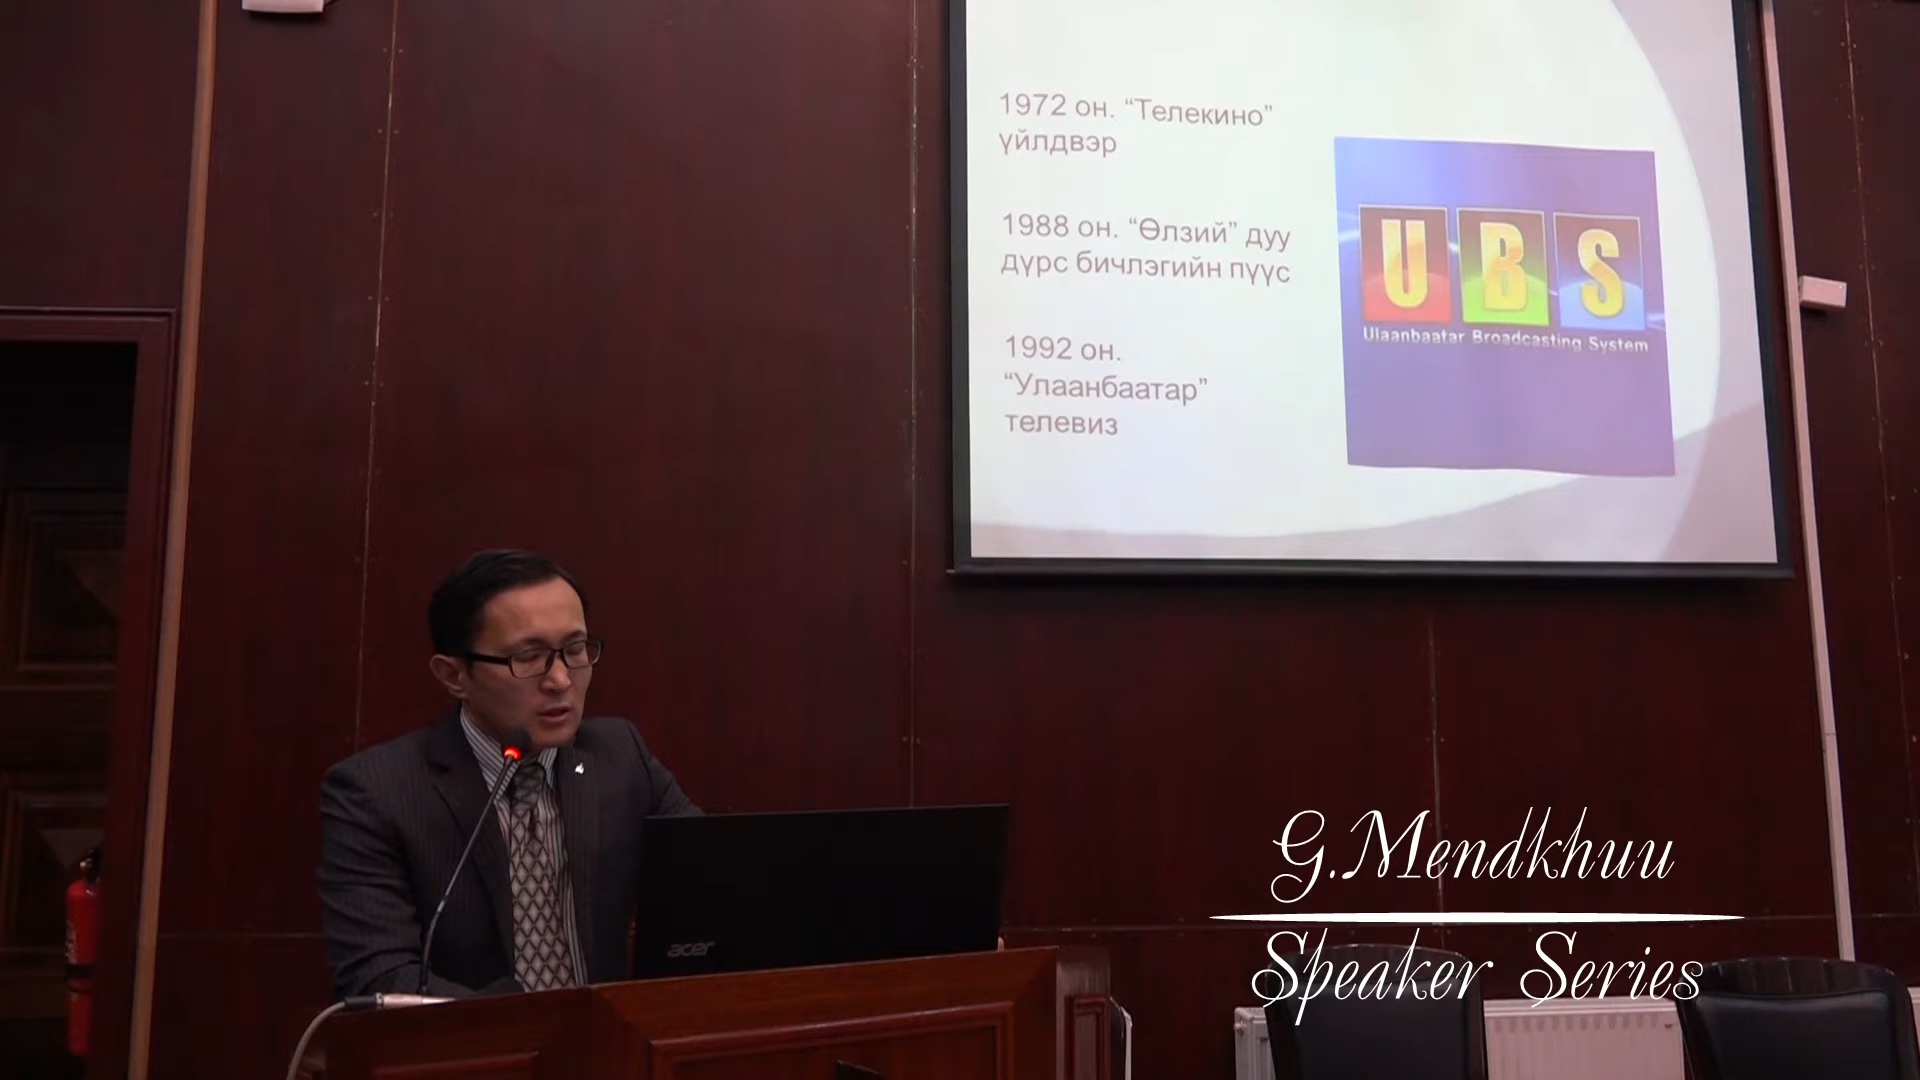 1972 он. “Телекино”
үйлдвэр
1988 он. “Өлзий” дуу
дүрс бичлэгийн пүүс
1992 он.
“Улаанбаатар”
телевиз
UBS
Ulaanbaatar Broadcasting System
acer
G.Mendkhuu
Speaker Series